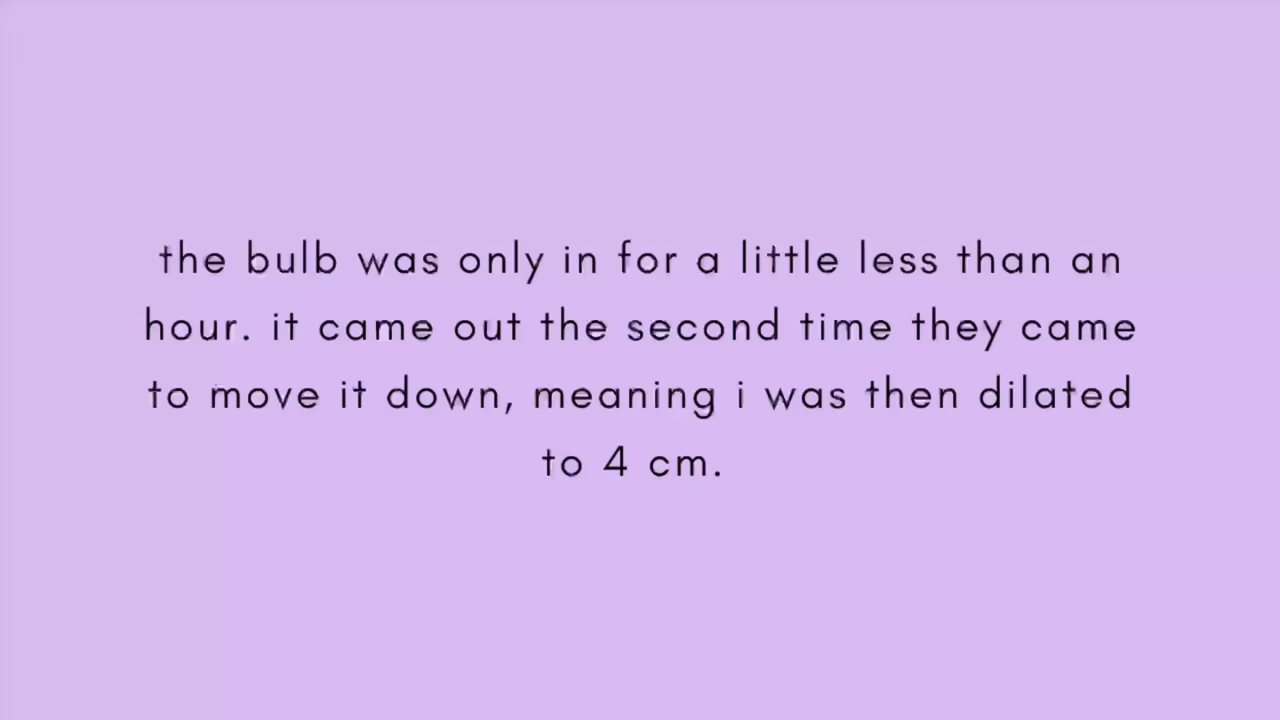 the bulb was only in for a little less than an
hour. it came out the second time they came
to move it down, meaning i was then dilated
to 4 cm.